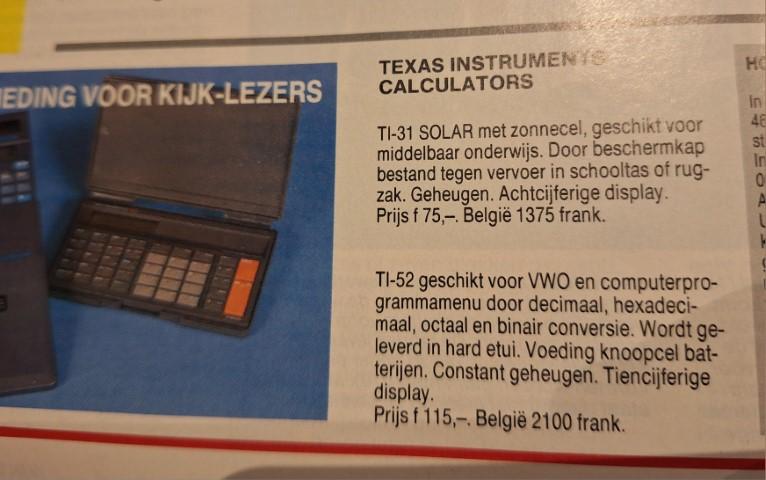 IEDING VOOR KIJK-LEZERS
TEXAS INSTRUMENTS
CALCULATORS
TI-31 SOLAR met zonnecel, geschikt voor
middelbaar onderwijs. Door beschermkap
bestand tegen vervoer in schooltas of rug-
zak. Geheugen. Achtcijferige display.
Prijs f 75,–. België 1375 frank.
TI-52 geschikt voor VWO en computerpro-
grammamenu door decimaal, hexadeci-
maal, octaal en binair conversie. Wordt ge-
leverd in hard etui. Voeding knoopcel bat-
terijen. Constant geheugen. Tiencijferige
display.
Prijs f 115,–. België 2100 frank.